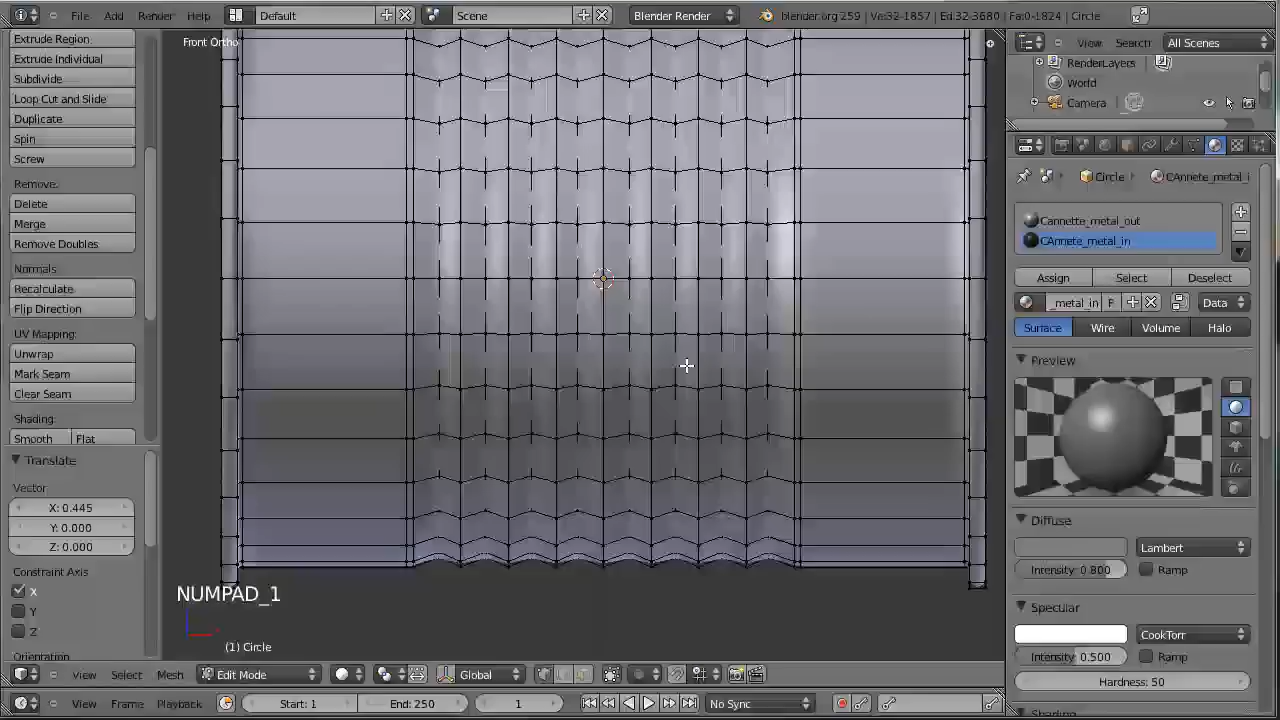 File Add Render Help Default Scene Blender Render blender.org 259 | Ve:32-1857 | Ed:32-3680 | Fa:0-1824 | Circle
Extrude Region
Extrude Individual
Subdivide
Loop Cut and Slide
Duplicate
Spin
Screw
Remove:
Delete
Merge
Remove Doubles
Normals:
Recalculate
Flip Direction
UV Mapping:
Unwrap
Mark Seam
Clear Seam
Shading:
Smooth Flat
Translate
Vector
X: 0.445
Y: 0.000
Z: 0.000
Constraint Axis
X
Y
Z
Orientation
Front Ortho
NUMPAD_1
(1) Circle
View Select Mesh Edit Mode Global
View Frame Playback Start: 1 End: 250 1 No Sync
View Search All Scenes
RenderLayers
World
Camera
Circle CAnnete_metal_i
Cannette_metal_out
CAnnete_metal_in
Assign Select Deselect
_metal_in F Data
Surface Wire Volume Halo
Preview
Diffuse
Lambert
Intensity: 0.800 Ramp
Specular
CookTorr
Intensity: 0.500 Ramp
Hardness: 50
Shading